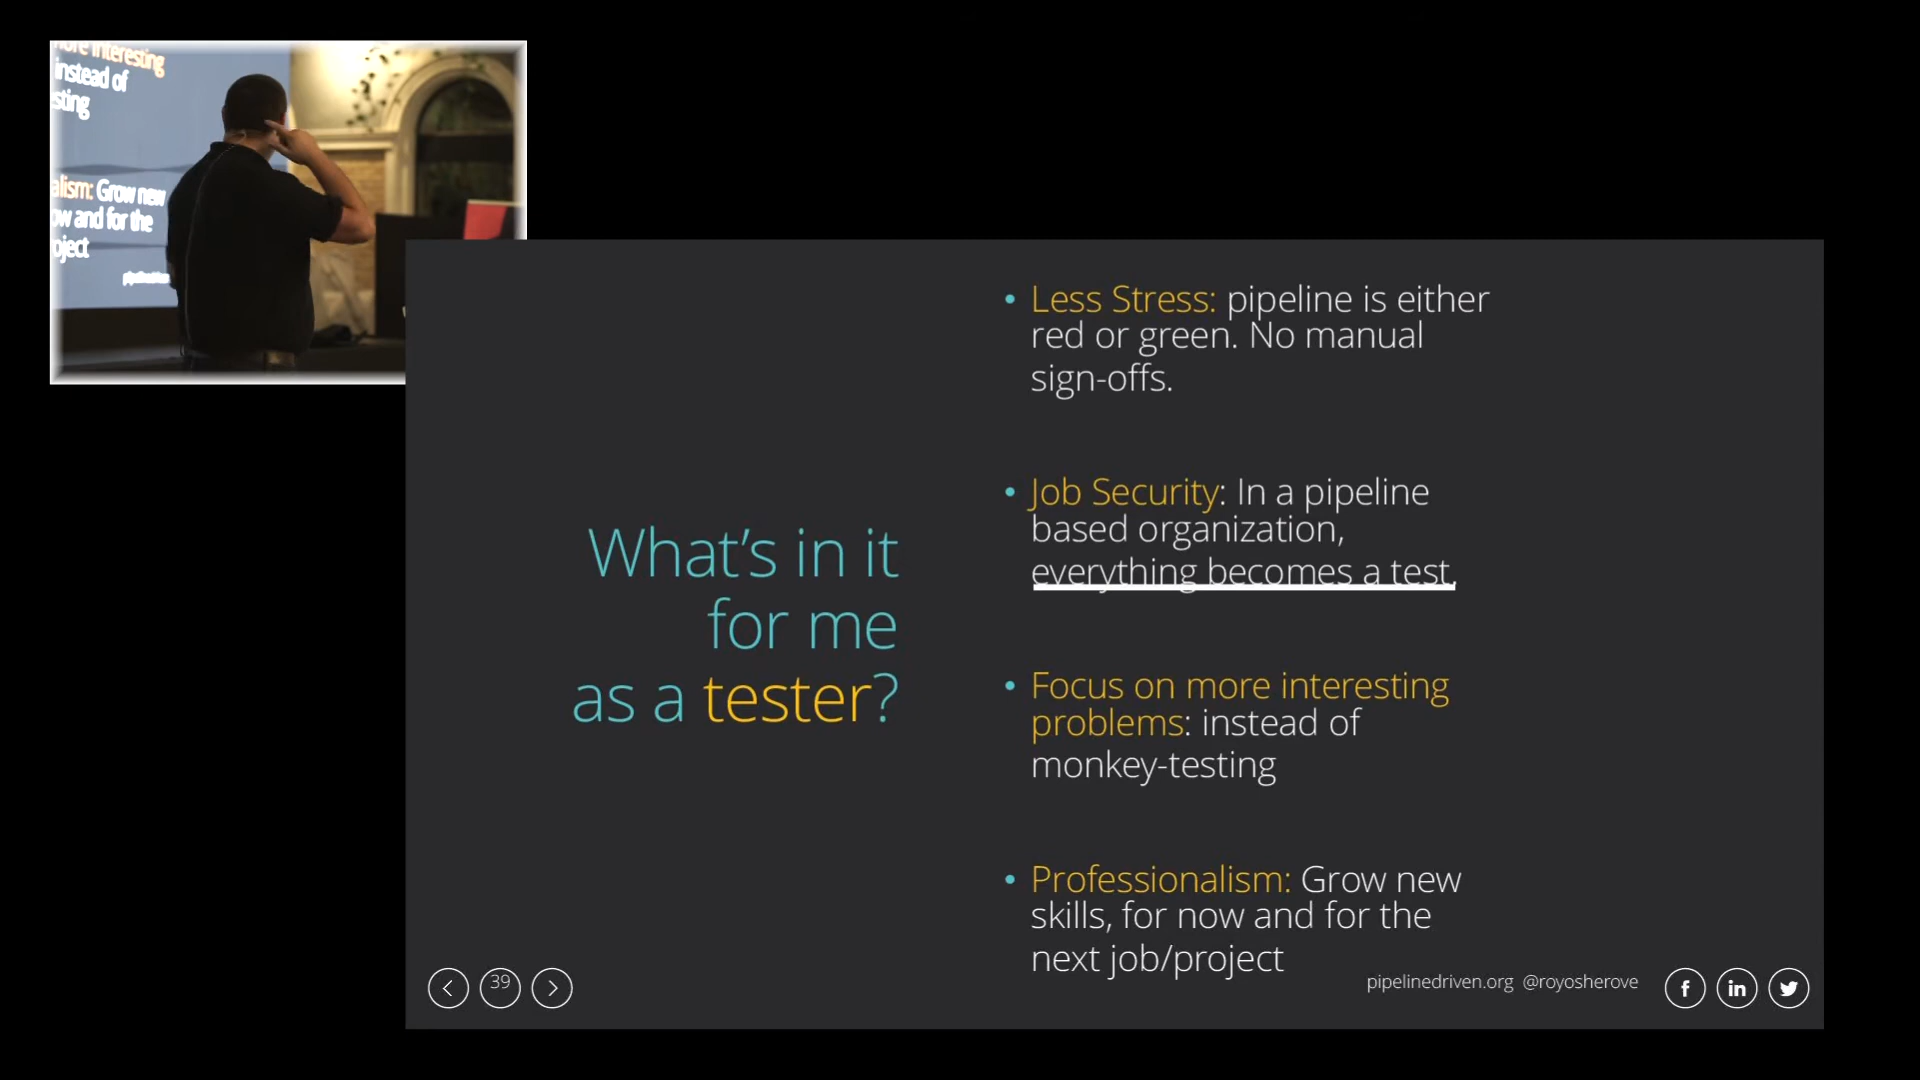 more interesting
instead of
sting
alism: Grow new
ow and for the
oject
What's in it
for me
as a tester?
• Less Stress: pipeline is either
red or green. No manual
sign-offs.
• Job Security: In a pipeline
based organization,
everything becomes a test.
• Focus on more interesting
problems: instead of
monkey-testing
• Professionalism: Grow new
skills, for now and for the
next job/project
39
pipelinedriven.org @royosherove
f
in